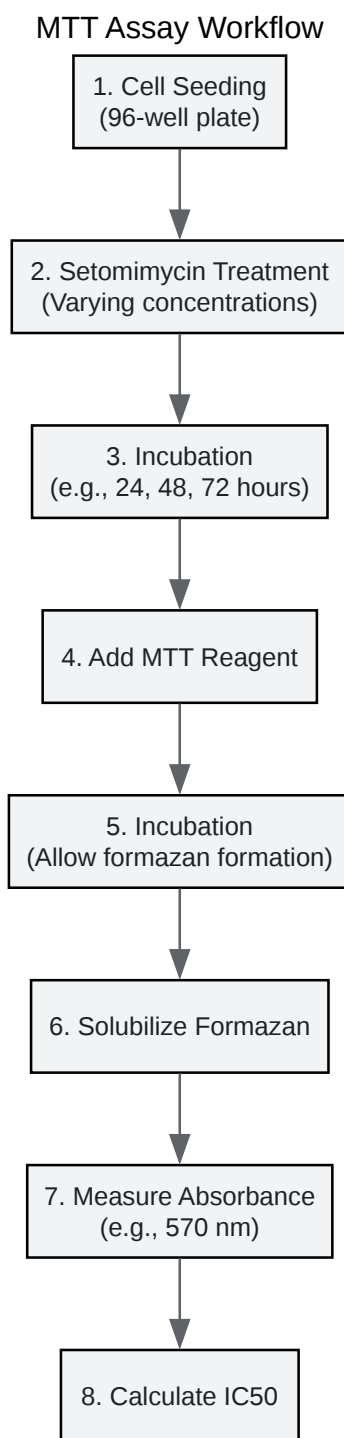 MTT Assay Workflow
1. Cell Seeding
(96-well plate)
2. Setomimycin Treatment
(Varying concentrations)
3. Incubation
(e.g., 24, 48, 72 hours)
4. Add MTT Reagent
5. Incubation
(Allow formazan formation)
6. Solubilize Formazan
7. Measure Absorbance
(e.g., 570 nm)
8. Calculate IC50